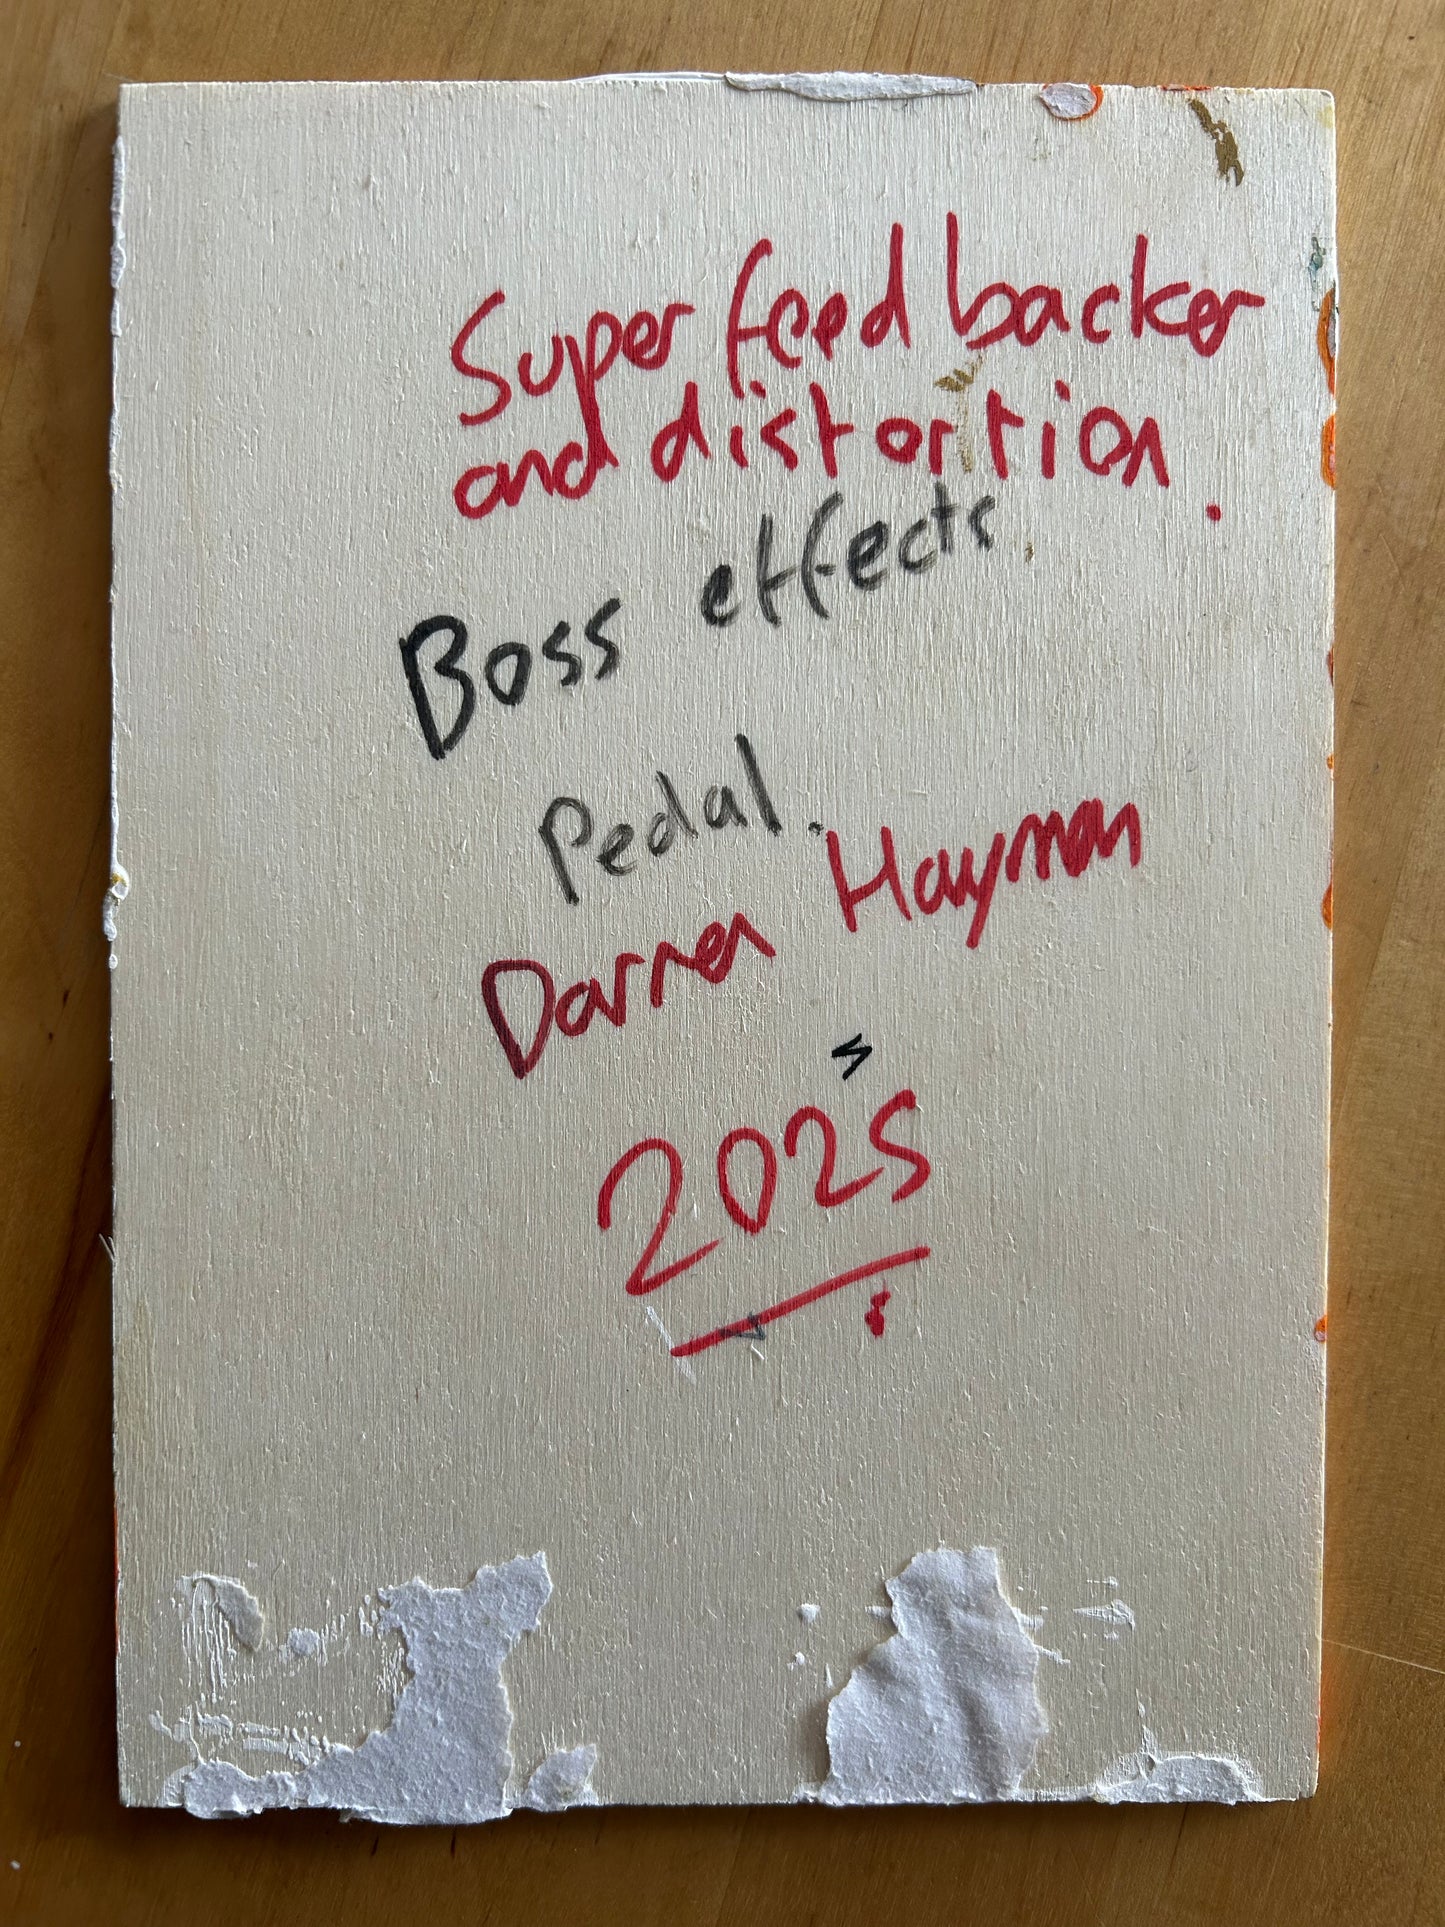 Super feed backer
and distortion.
Boss effects.
Pedal.
Darren Hayman
2025